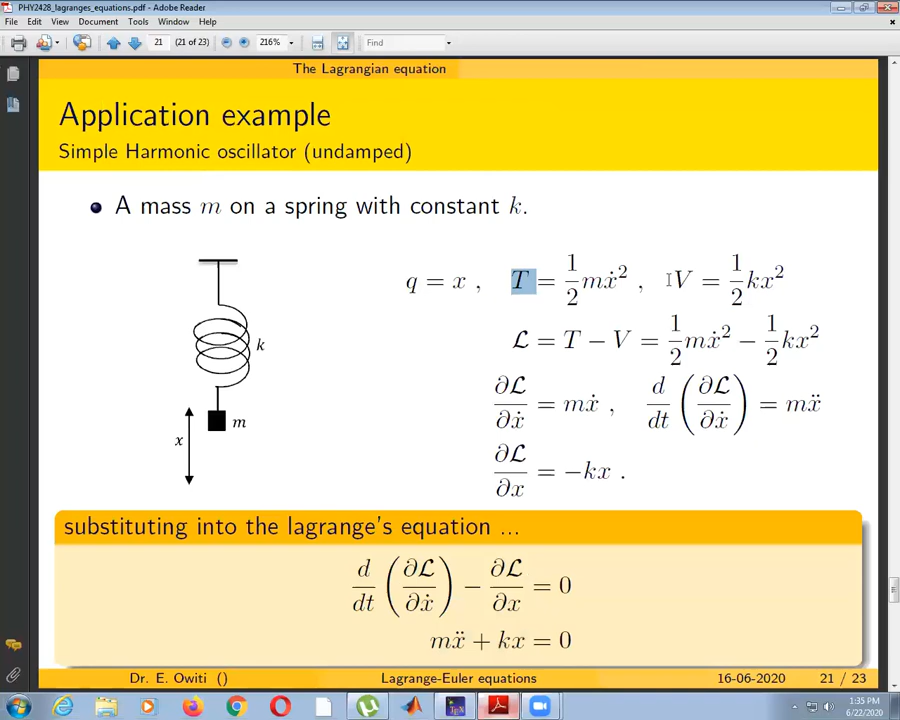 PHY2428_lagranges_equations.pdf - Adobe Reader
File Edit View Document Tools Window Help
21 (21 of 23) 216% Find
The Lagrangian equation
Application example
Simple Harmonic oscillator (undamped)
A mass m on a spring with constant k.
q = x , T = 1/2 mẋ² , V = 1/2 kx²
ℒ = T − V = 1/2 mẋ² − 1/2 kx²
∂ℒ/∂ẋ = mẋ , d/dt (∂ℒ/∂ẋ) = mẍ
∂ℒ/∂x = −kx .
k
m
x
substituting into the lagrange's equation ...
d/dt (∂ℒ/∂ẋ) − ∂ℒ/∂x = 0
mẍ + kx = 0
Dr. E. Owiti () Lagrange-Euler equations 16-06-2020 21 / 23
1:35 PM
6/22/2020